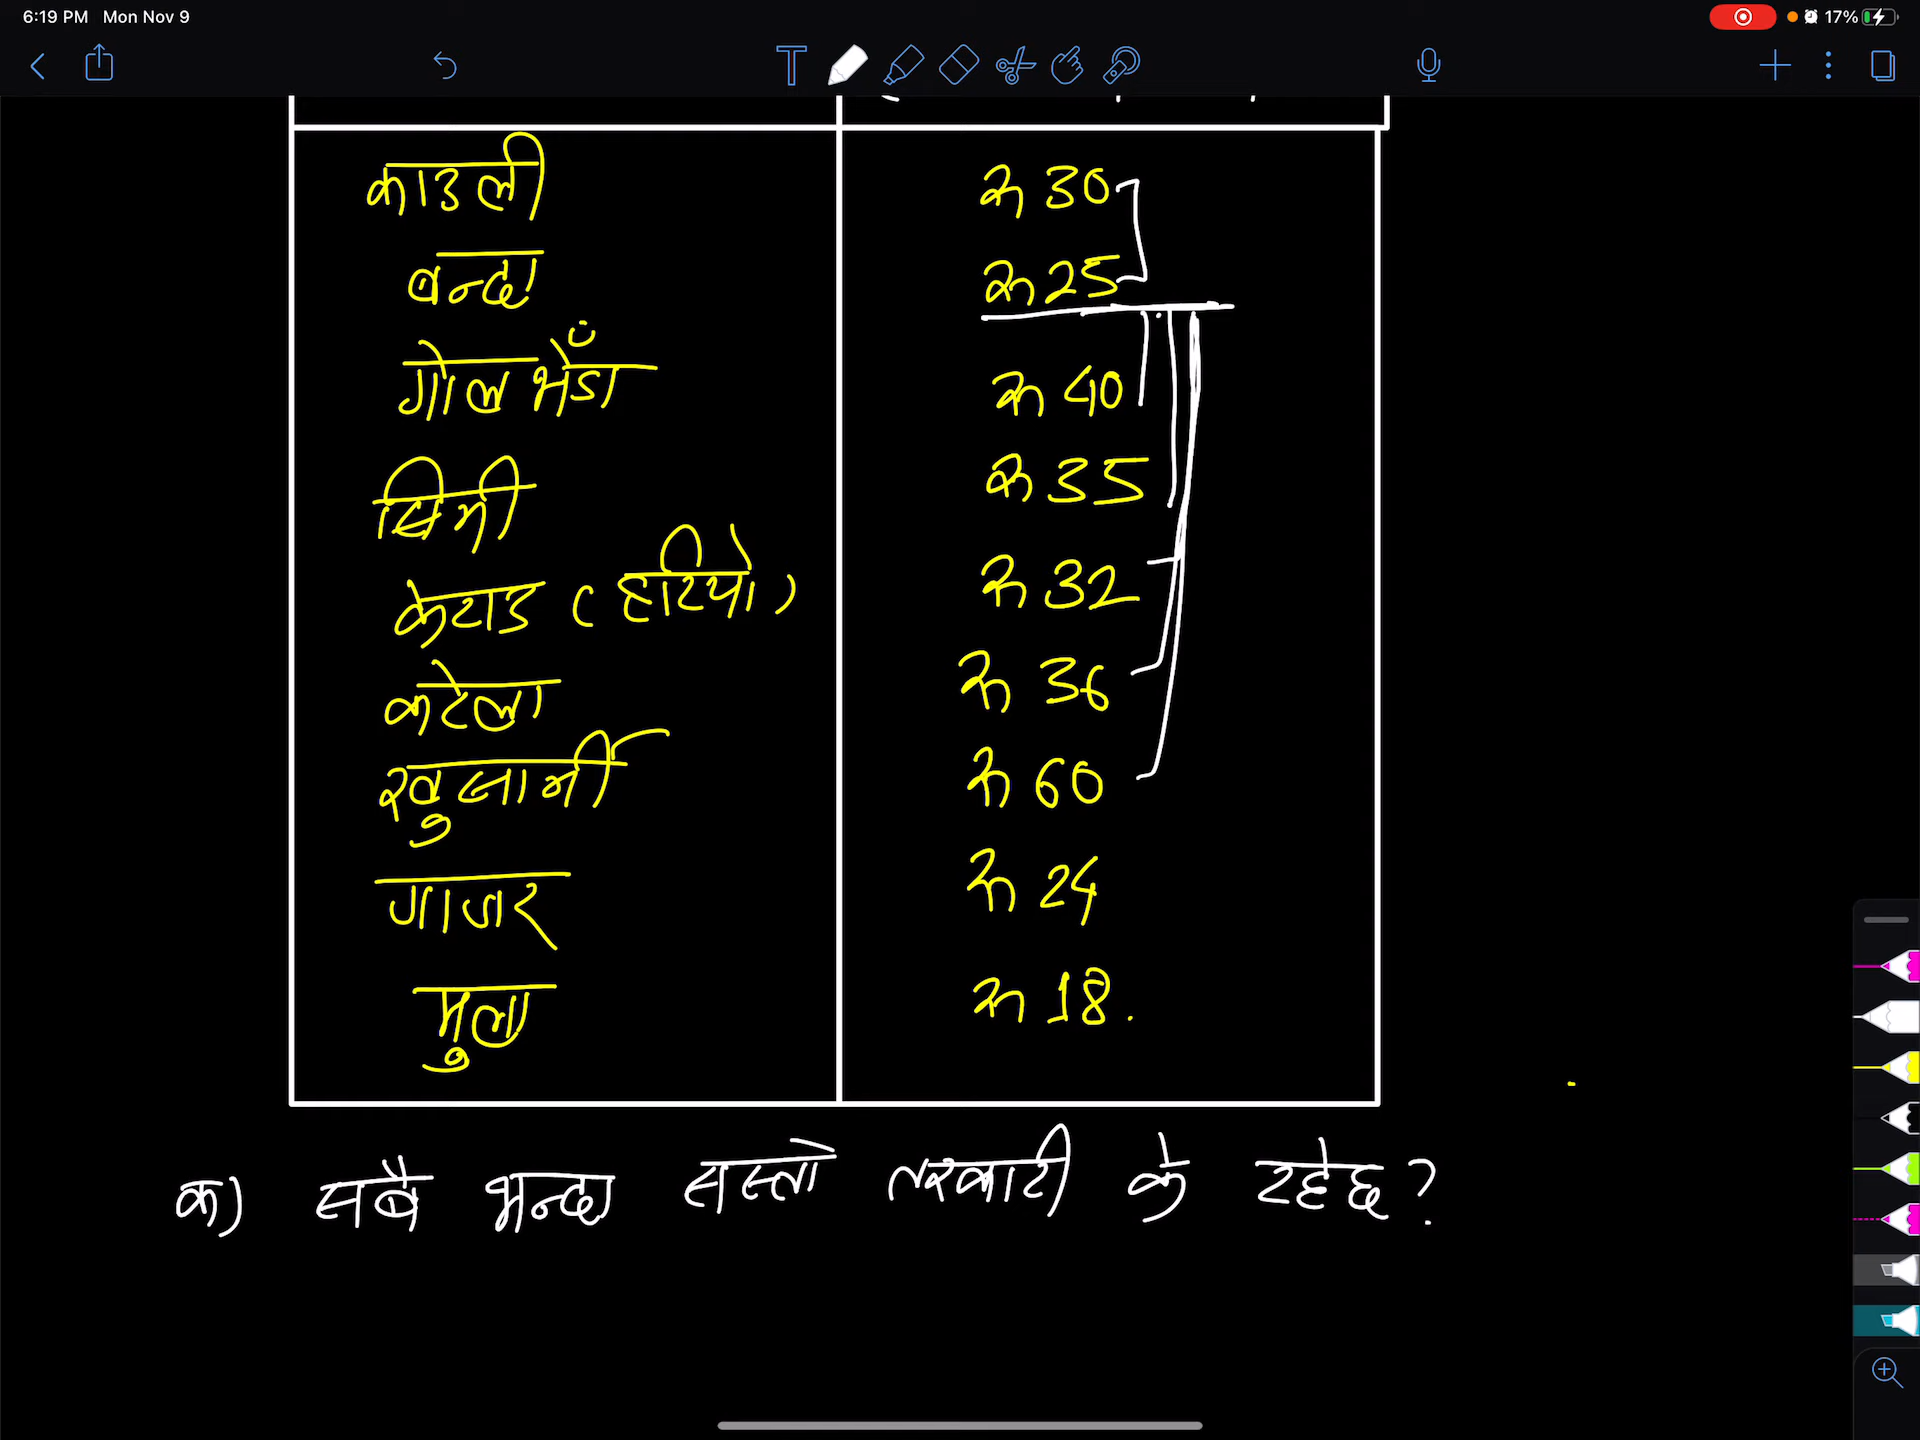 6:19 PM Mon Nov 9 17%
काउली रु 30
बन्दा रु 25
गोलभेँडा रु 40
सिमी रु 35
केराउ (हरियो) रु 32
करेला रु 36
खुर्सानी रु 60
गाजर रु 24
मुला रु 18.
क) सबै भन्दा सस्तो तरकारी के रहेछ?